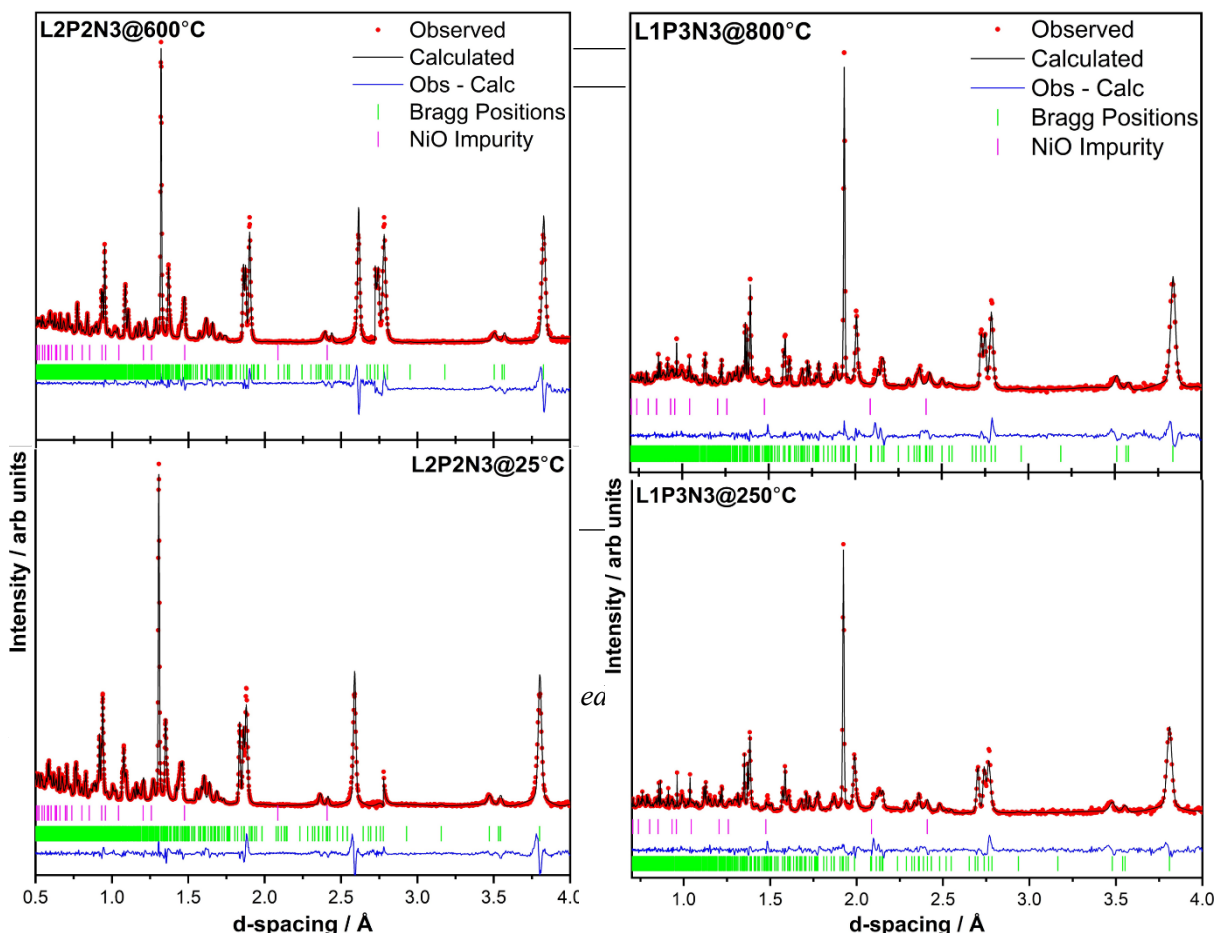 L2P2N3@600°C
Observed
Calculated
Obs - Calc
Bragg Positions
NiO Impurity
L1P3N3@800°C
Observed
Calculated
Obs - Calc
Bragg Positions
NiO Impurity
L2P2N3@25°C
L1P3N3@250°C
Intensity / arb units
Intensity / arb units
0.5 1.0 1.5 2.0 2.5 3.0 3.5 4.0
d-spacing / Å
1.0 1.5 2.0 2.5 3.0 3.5 4.0
d-spacing / Å